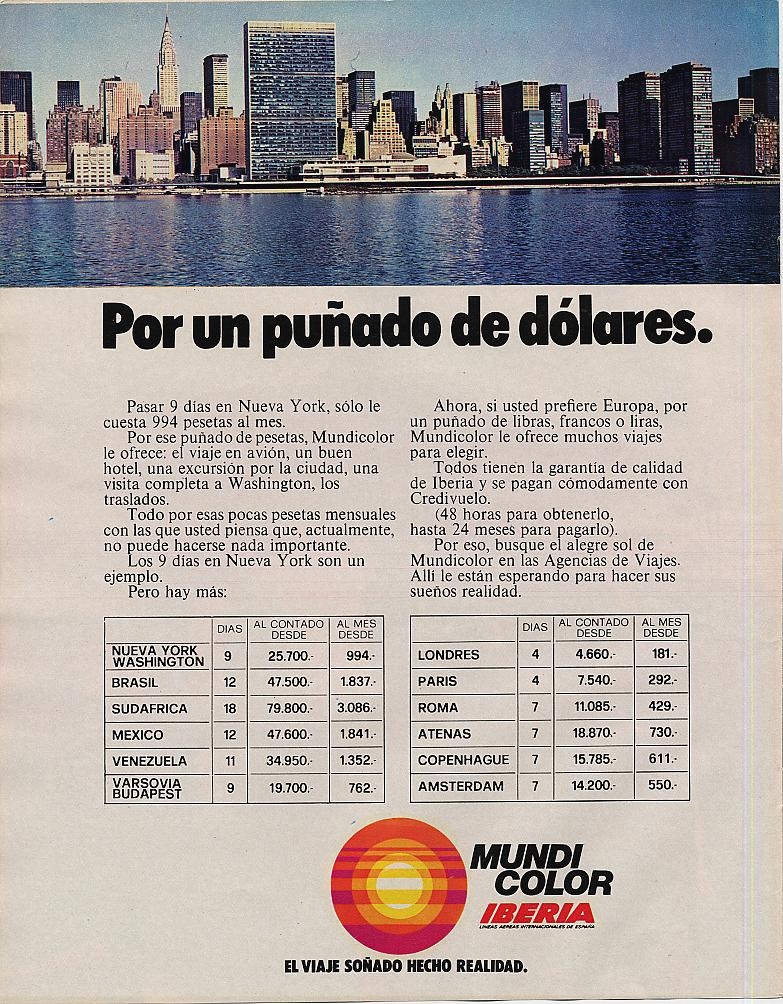 Por un puñado de dólares.
Pasar 9 días en Nueva York, sólo le
cuesta 994 pesetas al mes.
Por ese puñado de pesetas, Mundicolor
le ofrece: el viaje en avión, un buen
hotel, una excursión por la ciudad, una
visita completa a Washington, los
traslados.
Todo por esas pocas pesetas mensuales
con las que usted piensa que, actualmente,
no puede hacerse nada importante.
Los 9 días en Nueva York son un
ejemplo.
Pero hay más:
Ahora, si usted prefiere Europa, por
un puñado de libras, francos o liras,
Mundicolor le ofrece muchos viajes
para elegir.
Todos tienen la garantía de calidad
de Iberia y se pagan cómodamente con
Credivuelo.
(48 horas para obtenerlo,
hasta 24 meses para pagarlo).
Por eso, busque el alegre sol de
Mundicolor en las Agencias de Viajes.
Allí le están esperando para hacer sus
sueños realidad.
DIAS AL CONTADO DESDE AL MES DESDE
NUEVA YORK WASHINGTON 9 25.700.- 994.-
BRASIL 12 47.500.- 1.837.-
SUDAFRICA 18 79.800.- 3.086.-
MEXICO 12 47.600.- 1.841.-
VENEZUELA 11 34.950.- 1.352.-
VARSOVIA BUDAPEST 9 19.700.- 762.-
DIAS AL CONTADO DESDE AL MES DESDE
LONDRES 4 4.660.- 181.-
PARIS 4 7.540.- 292.-
ROMA 7 11.085.- 429.-
ATENAS 7 18.870.- 730.-
COPENHAGUE 7 15.785.- 611.-
AMSTERDAM 7 14.200.- 550.-
MUNDI
COLOR
IBERIA
LINEAS AEREAS INTERNACIONALES DE ESPAÑA
EL VIAJE SOÑADO HECHO REALIDAD.